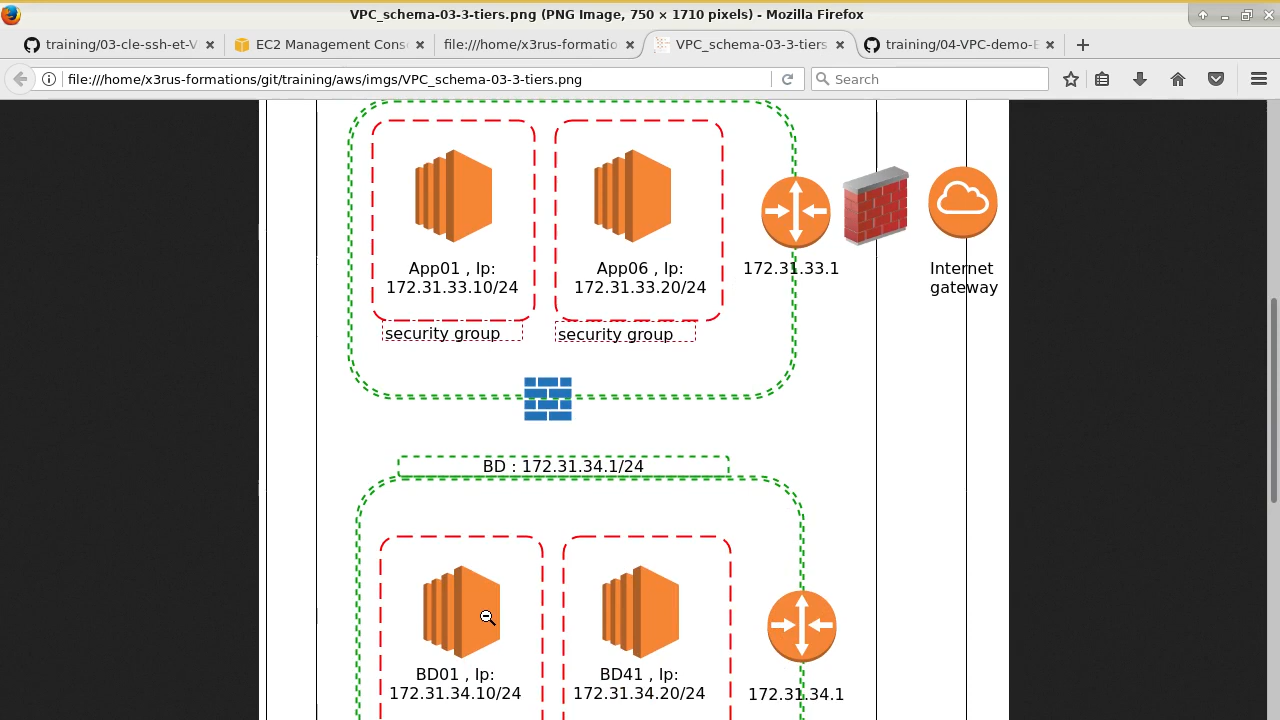 VPC_schema-03-3-tiers.png (PNG Image, 750 × 1710 pixels) - Mozilla Firefox
training/03-cle-ssh-et-V
EC2 Management Cons
file:///home/x3rus-formatio
VPC_schema-03-3-tiers
training/04-VPC-demo-E
file:///home/x3rus-formations/git/training/aws/imgs/VPC_schema-03-3-tiers.png
Search
App01 , Ip:
172.31.33.10/24
App06 , Ip:
172.31.33.20/24
172.31.33.1
Internet
gateway
security group
security group
BD : 172.31.34.1/24
BD01 , Ip:
172.31.34.10/24
BD41 , Ip:
172.31.34.20/24
172.31.34.1